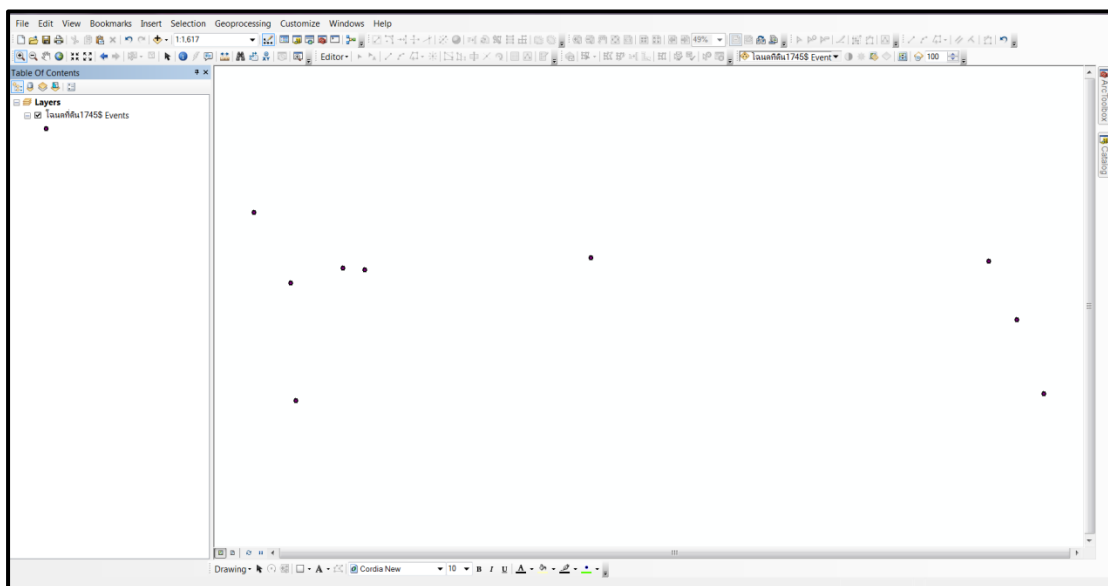 File Edit View Bookmarks Insert Selection Geoprocessing Customize Windows Help
1:1,617 49%
Editor โฉนดที่ดิน1745$ Event 100
Table Of Contents
Layers
โฉนดที่ดิน1745$ Events
ArcToolbox
Catalog
Drawing A Cordia New 10 B I U A